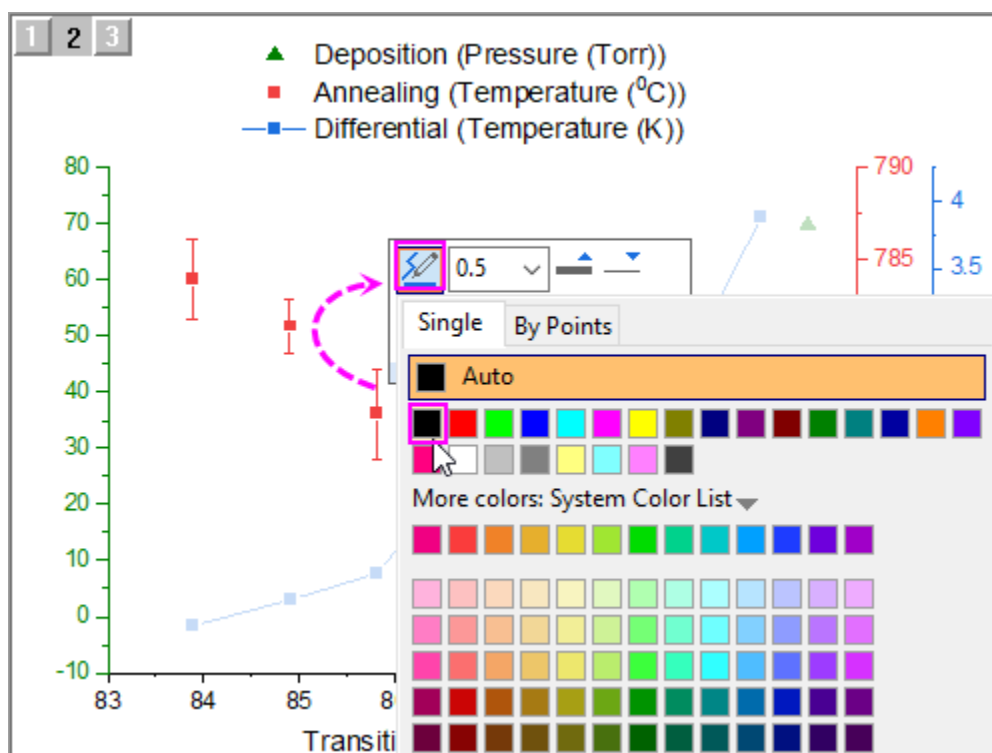 1 2 3
Deposition (Pressure (Torr))
Annealing (Temperature (⁰C))
Differential (Temperature (K))
80
790
4
70
0.5
785
3.5
60
Single By Points
50
Auto
40
30
More colors: System Color List
20
10
0
-10
83 84 85